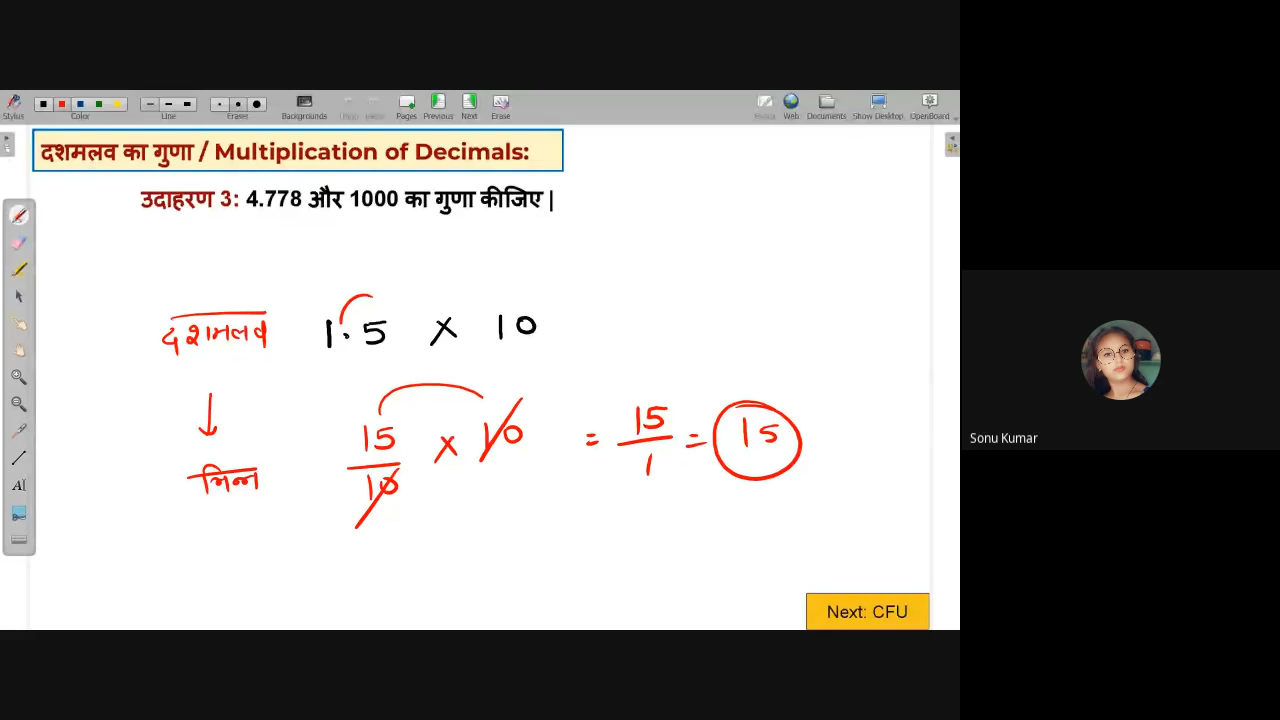 Stylus Color Line Eraser Backgrounds Undo Redo Pages Previous Next Erase Web Documents Show Desktop OpenBoard
दशमलव का गुणा / Multiplication of Decimals:
उदाहरण 3: 4.778 और 1000 का गुणा कीजिए |
दशमलव 1.5 × 10
↓
भिन्न 15/10 × 10 = 15/1 = 15
Sonu Kumar
Next: CFU